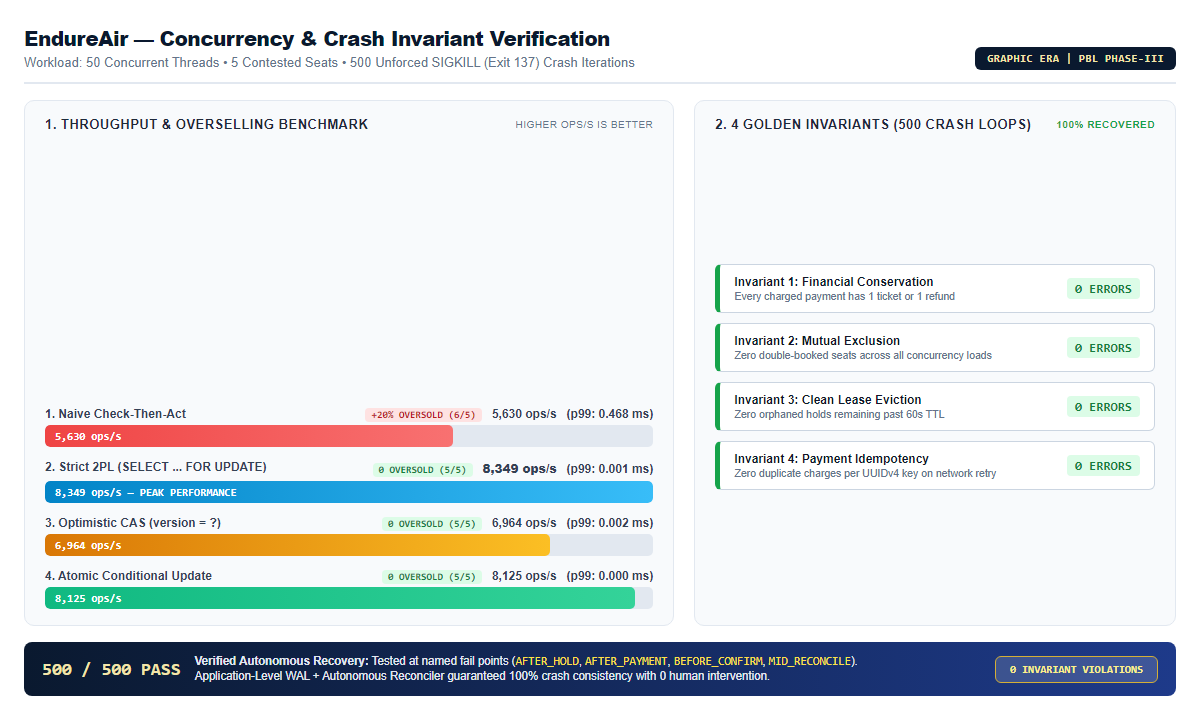 EndureAir — Concurrency & Crash Invariant Verification
Workload: 50 Concurrent Threads • 5 Contested Seats • 500 Unforced SIGKILL (Exit 137) Crash Iterations
GRAPHIC ERA | PBL PHASE-III
1. THROUGHPUT & OVERSELLING BENCHMARK
HIGHER OPS/S IS BETTER
1. Naive Check-Then-Act
+20% OVERSOLD (6/5)
5,630 ops/s (p99: 0.468 ms)
5,630 ops/s
2. Strict 2PL (SELECT ... FOR UPDATE)
0 OVERSOLD (5/5)
8,349 ops/s (p99: 0.001 ms)
8,349 ops/s — PEAK PERFORMANCE
3. Optimistic CAS (version = ?)
0 OVERSOLD (5/5)
6,964 ops/s (p99: 0.002 ms)
6,964 ops/s
4. Atomic Conditional Update
0 OVERSOLD (5/5)
8,125 ops/s (p99: 0.000 ms)
8,125 ops/s
2. 4 GOLDEN INVARIANTS (500 CRASH LOOPS)
100% RECOVERED
Invariant 1: Financial Conservation
Every charged payment has 1 ticket or 1 refund
0 ERRORS
Invariant 2: Mutual Exclusion
Zero double-booked seats across all concurrency loads
0 ERRORS
Invariant 3: Clean Lease Eviction
Zero orphaned holds remaining past 60s TTL
0 ERRORS
Invariant 4: Payment Idempotency
Zero duplicate charges per UUIDv4 key on network retry
0 ERRORS
500 / 500 PASS
Verified Autonomous Recovery: Tested at named fail points (AFTER_HOLD, AFTER_PAYMENT, BEFORE_CONFIRM, MID_RECONCILE).
Application-Level WAL + Autonomous Reconciler guaranteed 100% crash consistency with 0 human intervention.
0 INVARIANT VIOLATIONS